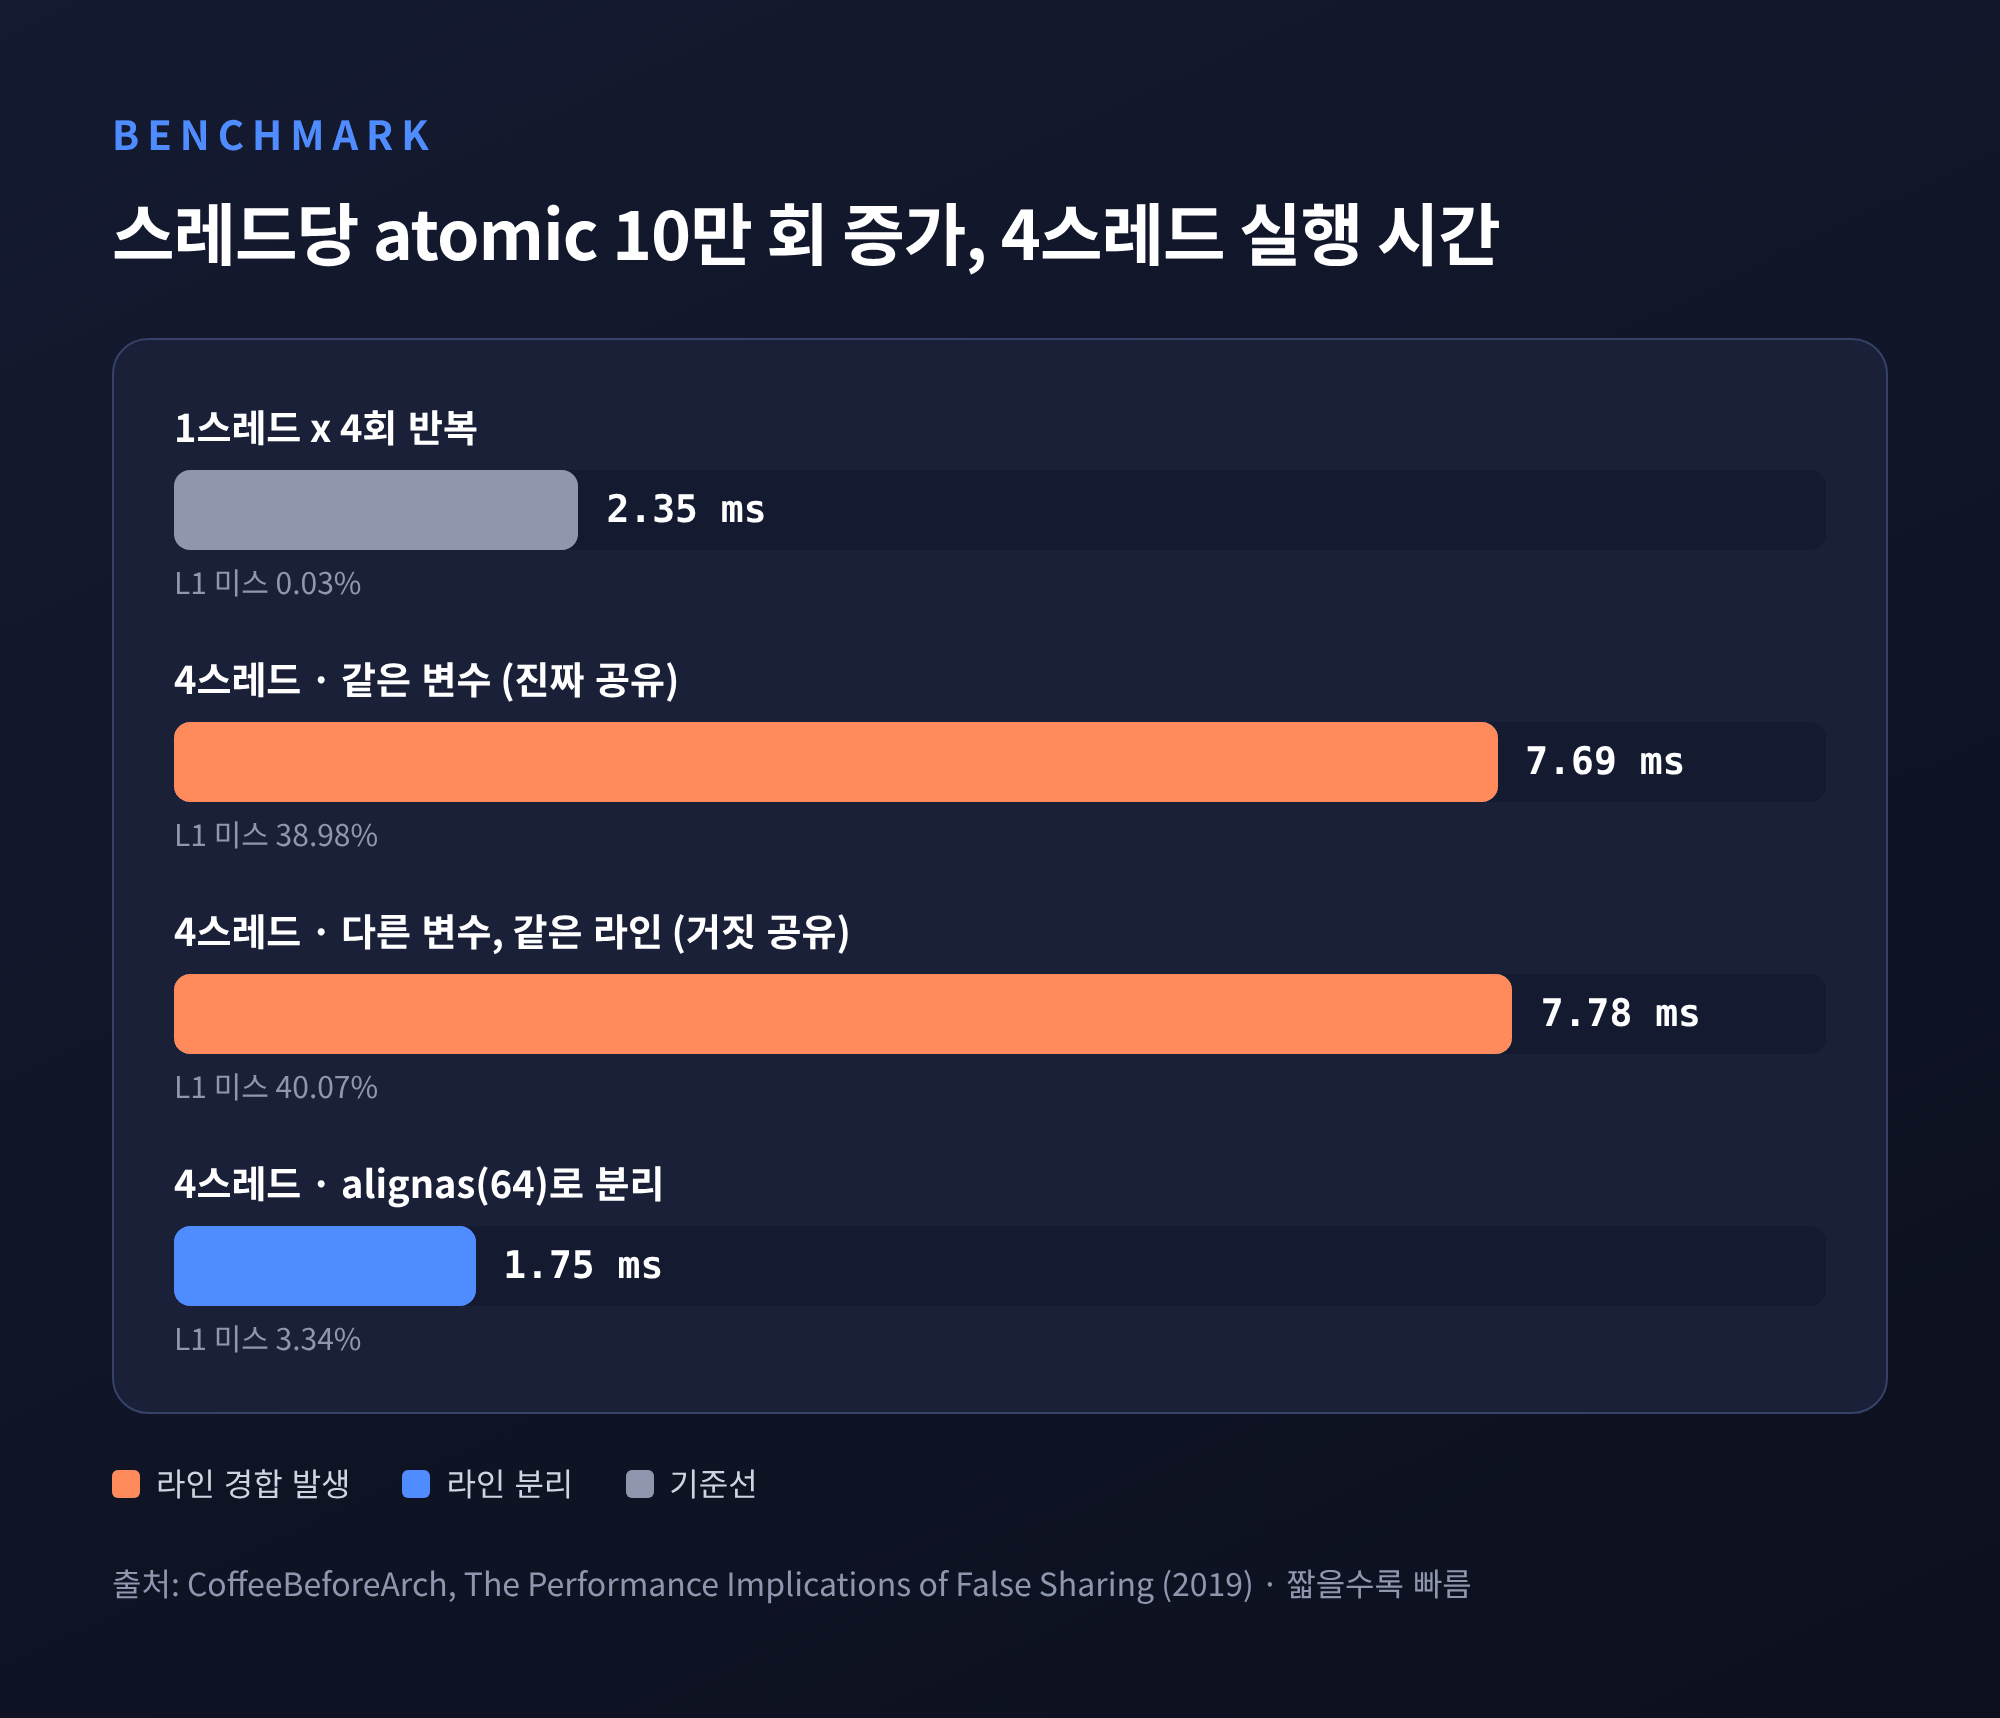 BENCHMARK
스레드당 atomic 10만 회 증가, 4스레드 실행 시간
1스레드 x 4회 반복
2.35 ms
L1 미스 0.03%
4스레드 · 같은 변수 (진짜 공유)
7.69 ms
L1 미스 38.98%
4스레드 · 다른 변수, 같은 라인 (거짓 공유)
7.78 ms
L1 미스 40.07%
4스레드 · alignas(64)로 분리
1.75 ms
L1 미스 3.34%
라인 경합 발생 라인 분리 기준선
출처: CoffeeBeforeArch, The Performance Implications of False Sharing (2019) · 짧을수록 빠름